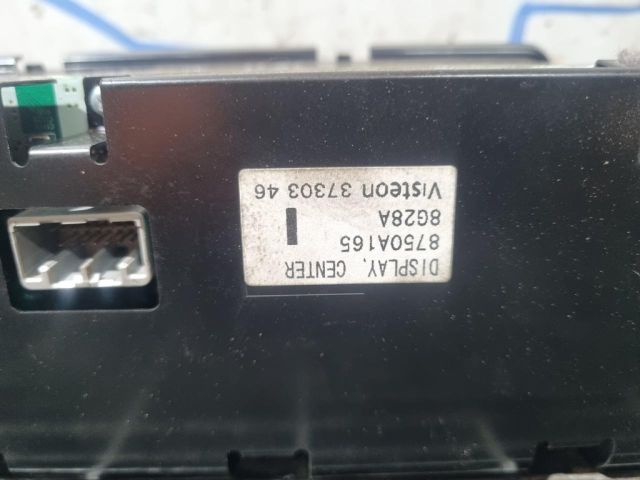 DISPLAY, CENTER
8750A165
8G28A
Visteon 37303 46